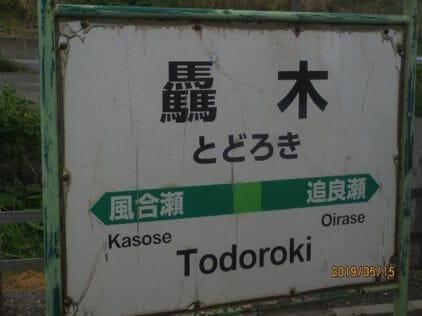 驫木
とどろき
風合瀬 追良瀬
Kasose Oirase
Todoroki
2019/05/15